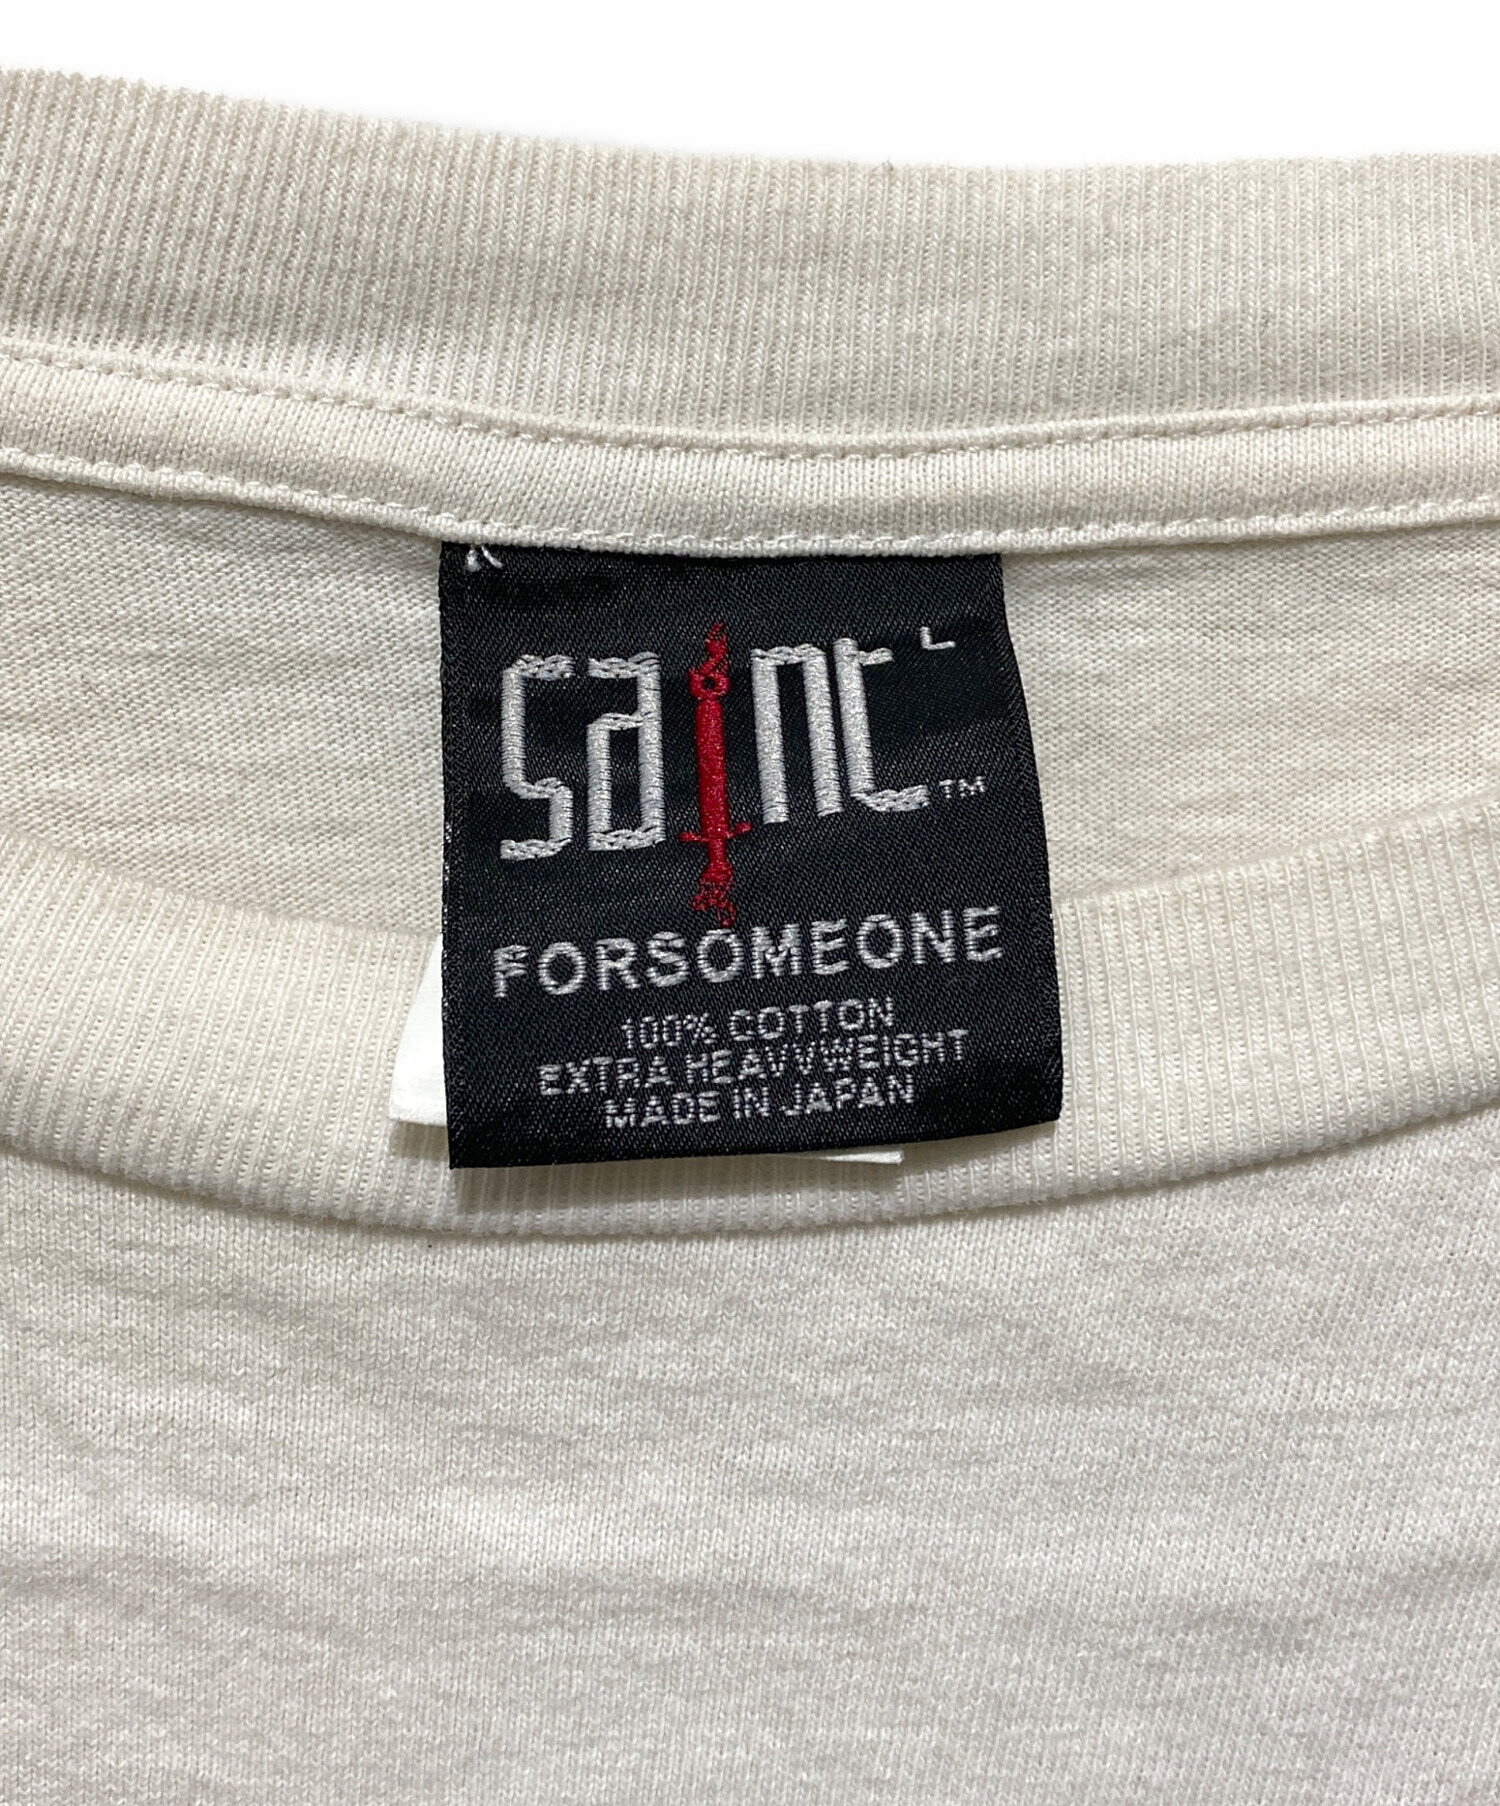 saint L
™
FORSOMEONE
100% COTTON
EXTRA HEAVVWEIGHT
MADE IN JAPAN